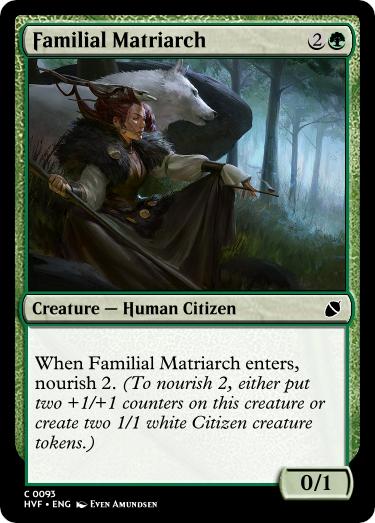 Familial Matriarch 2
Creature — Human Citizen
When Familial Matriarch enters,
nourish 2. (To nourish 2, either put
two +1/+1 counters on this creature or
create two 1/1 white Citizen creature
tokens.)
0/1
C 0093
HVF • ENG Even Amundsen